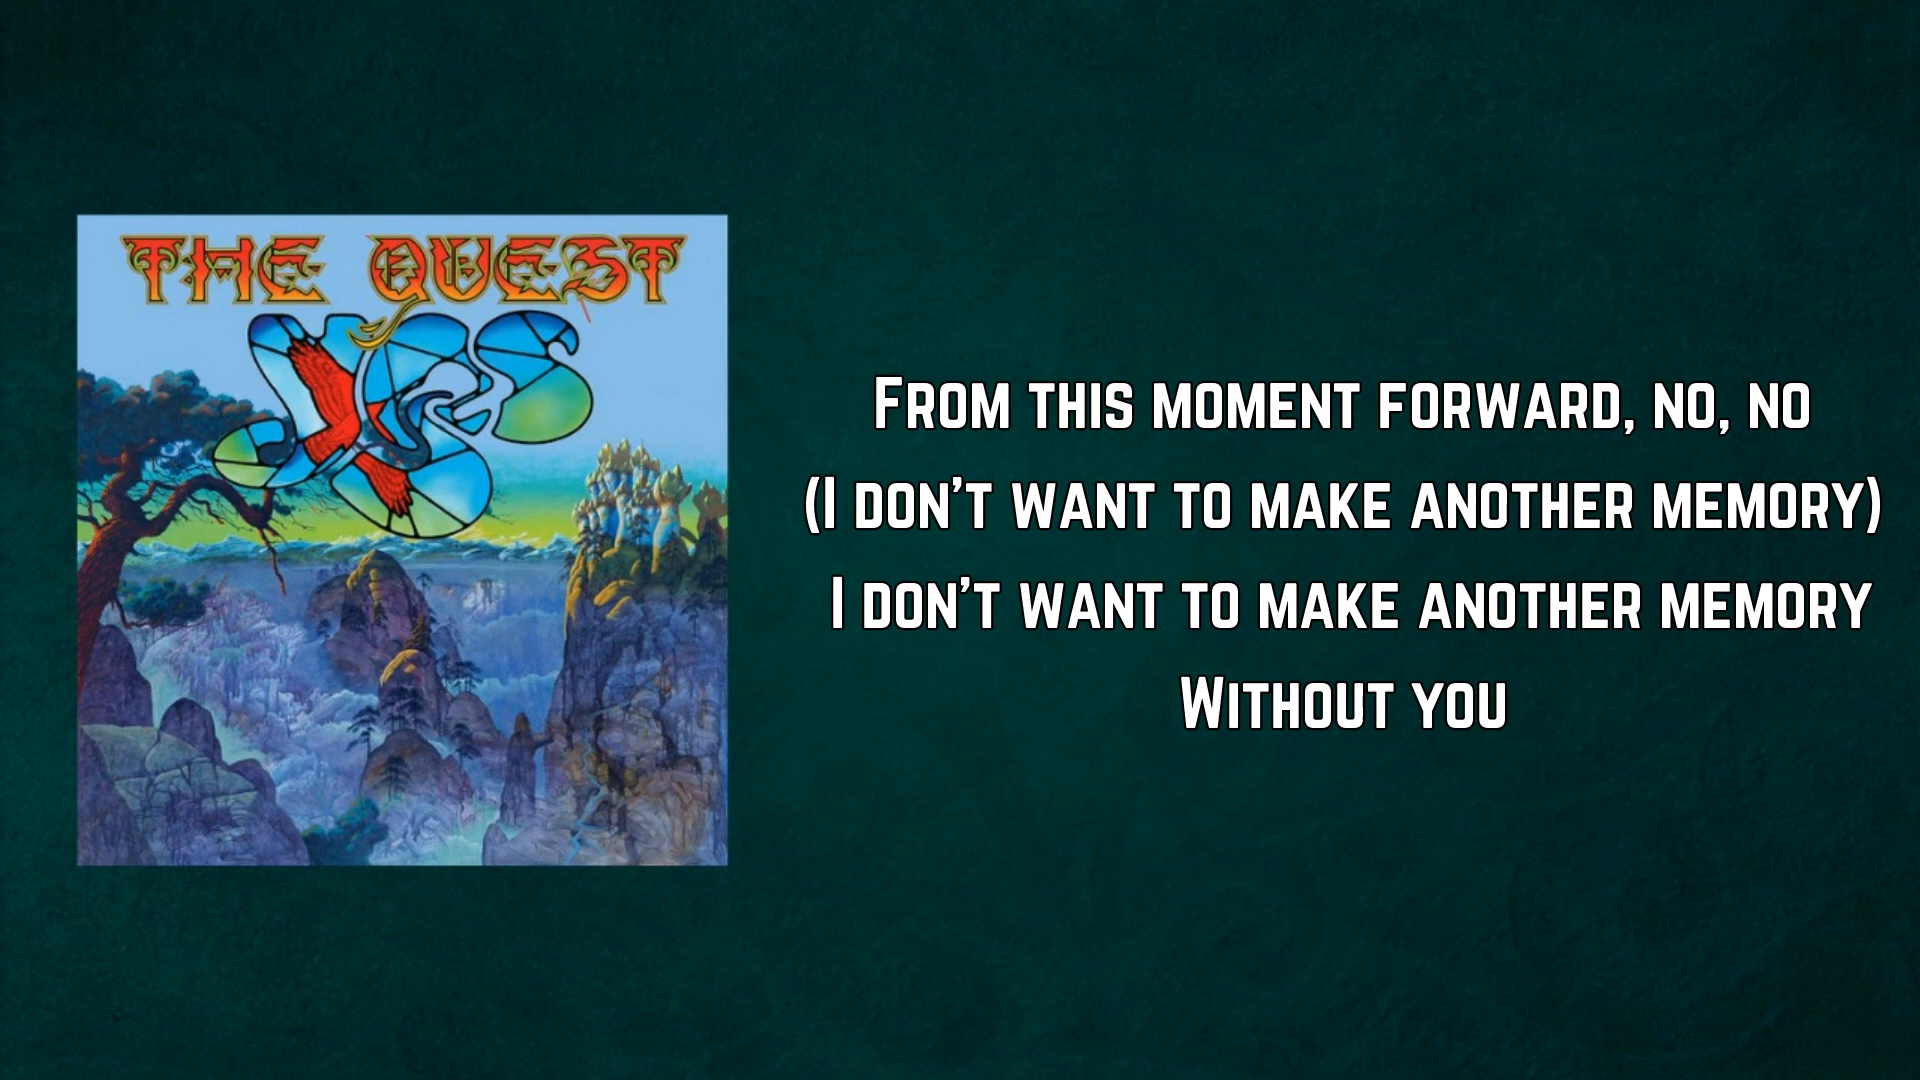 THE QUEST
YES
From this moment forward, no, no
(I don't want to make another memory)
I don't want to make another memory
Without you